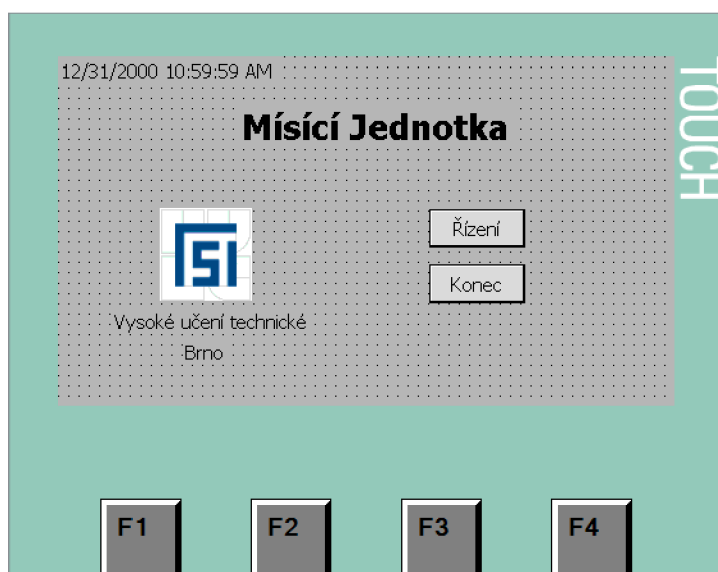 12/31/2000 10:59:59 AM
TOUCH
Mísící Jednotka
Řízení
Konec
FSI
Vysoké učení technické
Brno
F1
F2
F3
F4